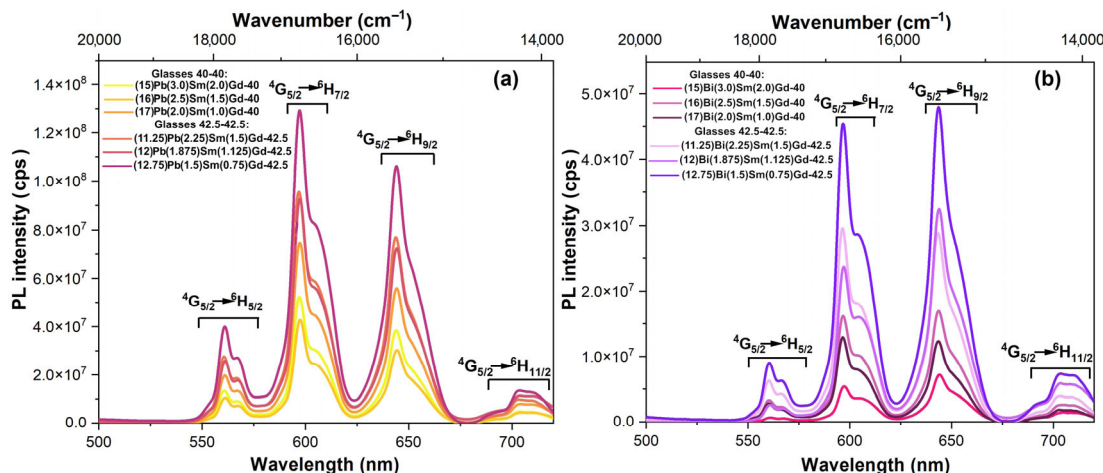 Wavenumber (cm⁻¹)
20,000 18,000 16,000 14,000
(a)
Glasses 40-40:
(15)Pb(3.0)Sm(2.0)Gd-40
(16)Pb(2.5)Sm(1.5)Gd-40
(17)Pb(2.0)Sm(1.0)Gd-40
Glasses 42.5-42.5:
(11.25)Pb(2.25)Sm(1.5)Gd-42.5
(12)Pb(1.875)Sm(1.125)Gd-42.5
(12.75)Pb(1.5)Sm(0.75)Gd-42.5
⁴G5/2→⁶H7/2
⁴G5/2→⁶H9/2
⁴G5/2→⁶H5/2
⁴G5/2→⁶H11/2
PL intensity (cps)
1.5×10⁸
1.2×10⁸
1.0×10⁸
8.0×10⁷
6.0×10⁷
4.0×10⁷
2.0×10⁷
0.0
500 550 600 650 700
Wavelength (nm)
Wavenumber (cm⁻¹)
20,000 18,000 16,000 14,000
(b)
Glasses 40-40:
(15)Bi(3.0)Sm(2.0)Gd-40
(16)Bi(2.5)Sm(1.5)Gd-40
(17)Bi(2.0)Sm(1.0)Gd-40
Glasses 42.5-42.5:
(11.25)Bi(2.25)Sm(1.5)Gd-42.5
(12)Bi(1.875)Sm(1.125)Gd-42.5
(12.75)Bi(1.5)Sm(0.75)Gd-42.5
⁴G5/2→⁶H7/2
⁴G5/2→⁶H9/2
⁴G5/2→⁶H5/2
⁴G5/2→⁶H11/2
PL intensity (cps)
5.0×10⁷
4.0×10⁷
3.0×10⁷
2.0×10⁷
1.0×10⁷
0.0
500 550 600 650 700
Wavelength (nm)